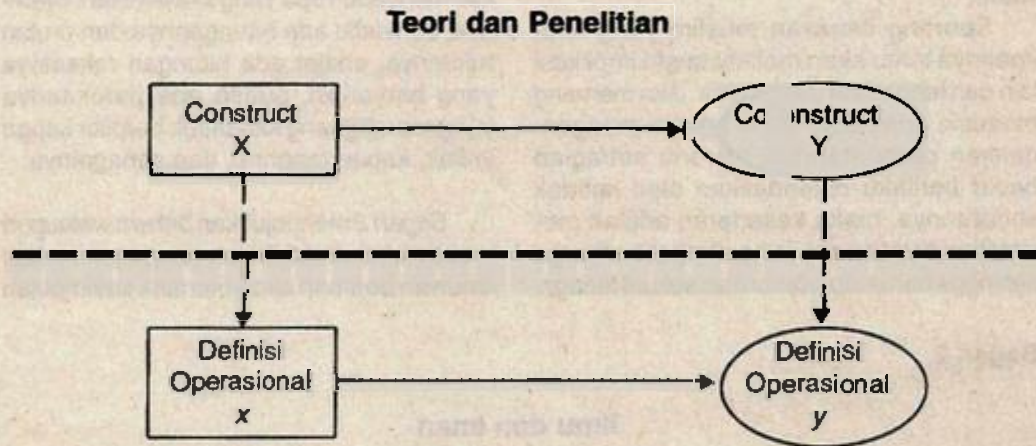 Teori dan Penelitian
Construct
X
Construct
Y
Definisi
Operasional
x
Definisi
Operasional
y